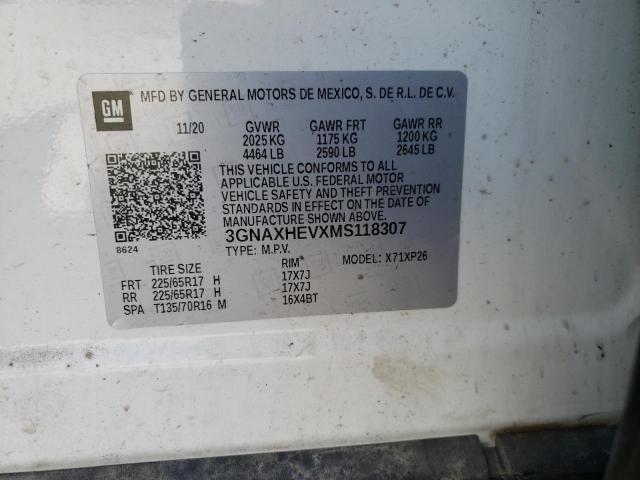 GM MFD BY GENERAL MOTORS DE MEXICO, S. DE R.L. DE C.V.
11/20 GVWR GAWR FRT GAWR RR
2025 KG 1175 KG 1200 KG
4464 LB 2590 LB 2645 LB
THIS VEHICLE CONFORMS TO ALL
APPLICABLE U.S. FEDERAL MOTOR
VEHICLE SAFETY AND THEFT PREVENTION
STANDARDS IN EFFECT ON THE DATE OF
MANUFACTURE SHOWN ABOVE.
8624 3GNAXHEVXMS118307
TYPE: M.P.V. MODEL: X71XP26
TIRE SIZE RIM
FRT 225/65R17 H 17X7J
RR 225/65R17 H 17X7J
SPA T135/70R16 M 16X4BT